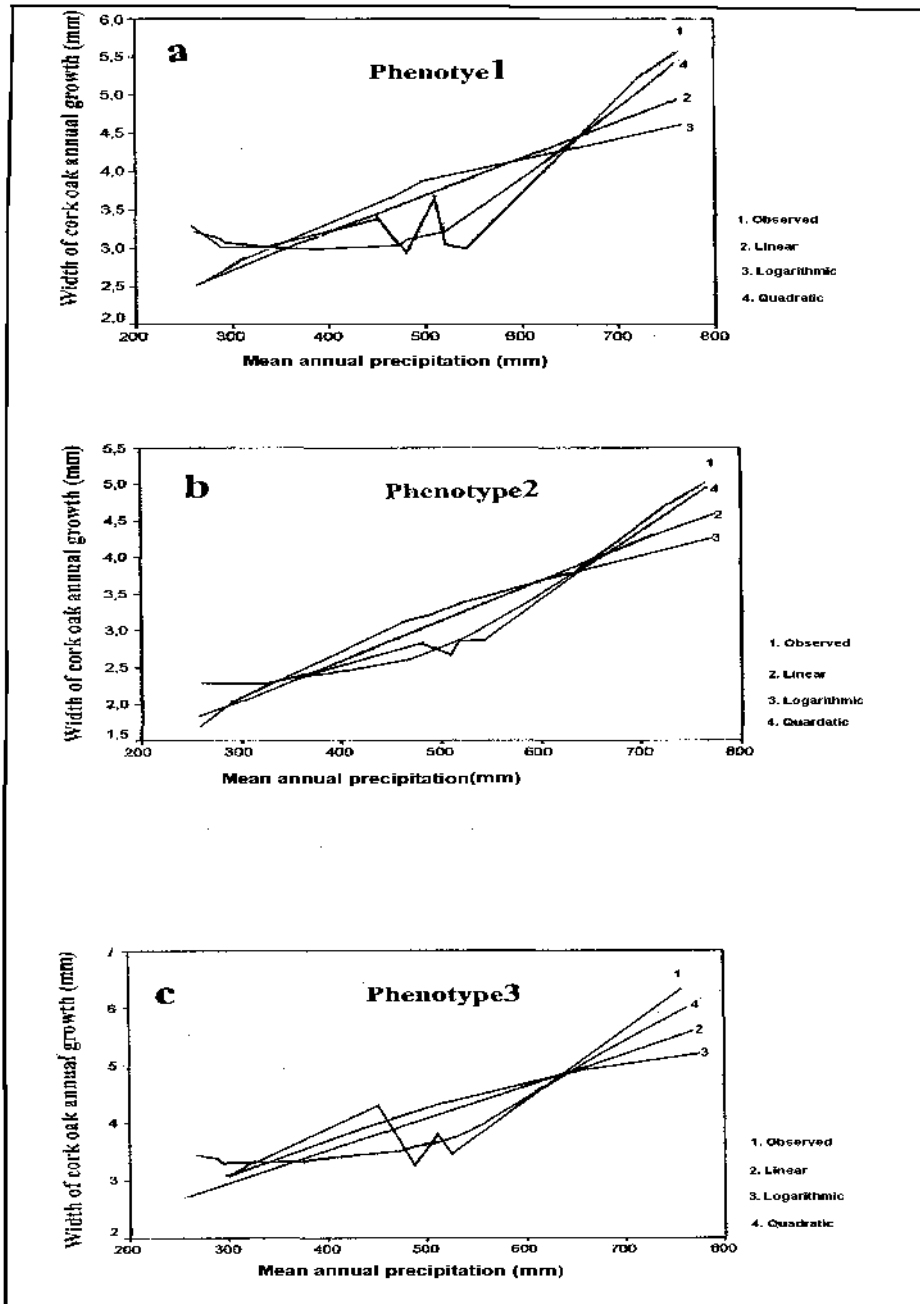 a
Phenotye1
Width of cork oak annual growth (mm)
6,0
5,5
5,0
4,5
4,0
3,5
3,0
2,5
2,0
200
300
400
500
600
700
800
Mean annual precipitation (mm)
1
4
2
3
1. Observed
2. Linear
3. Logarithmic
4. Quadratic
b
Phenotype2
Width of cork oak annual growth (mm)
5,5
5,0
4,5
4,0
3,5
3,0
2,5
2,0
1,5
200
300
400
500
600
700
800
Mean annual precipitation(mm)
1
4
2
3
1. Observed
2. Linear
3. Logarithmic
4. Quardatic
c
Phenotype3
Width of cork oak annual growth (mm)
7
6
5
4
3
2
200
300
400
500
600
700
800
Mean annual precipitation (mm)
1
4
2
3
1. Observed
2. Linear
3. Logarithmic
4. Quadratic